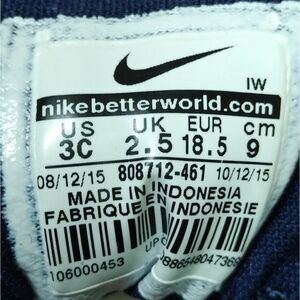 IW
nikebetterworld.com
US UK EUR cm
3C 2.5 18.5 9
08/12/15 808712-461 10/12/15
MADE IN INDONESIA
FABRIQUE EN INDONESIE
106000453